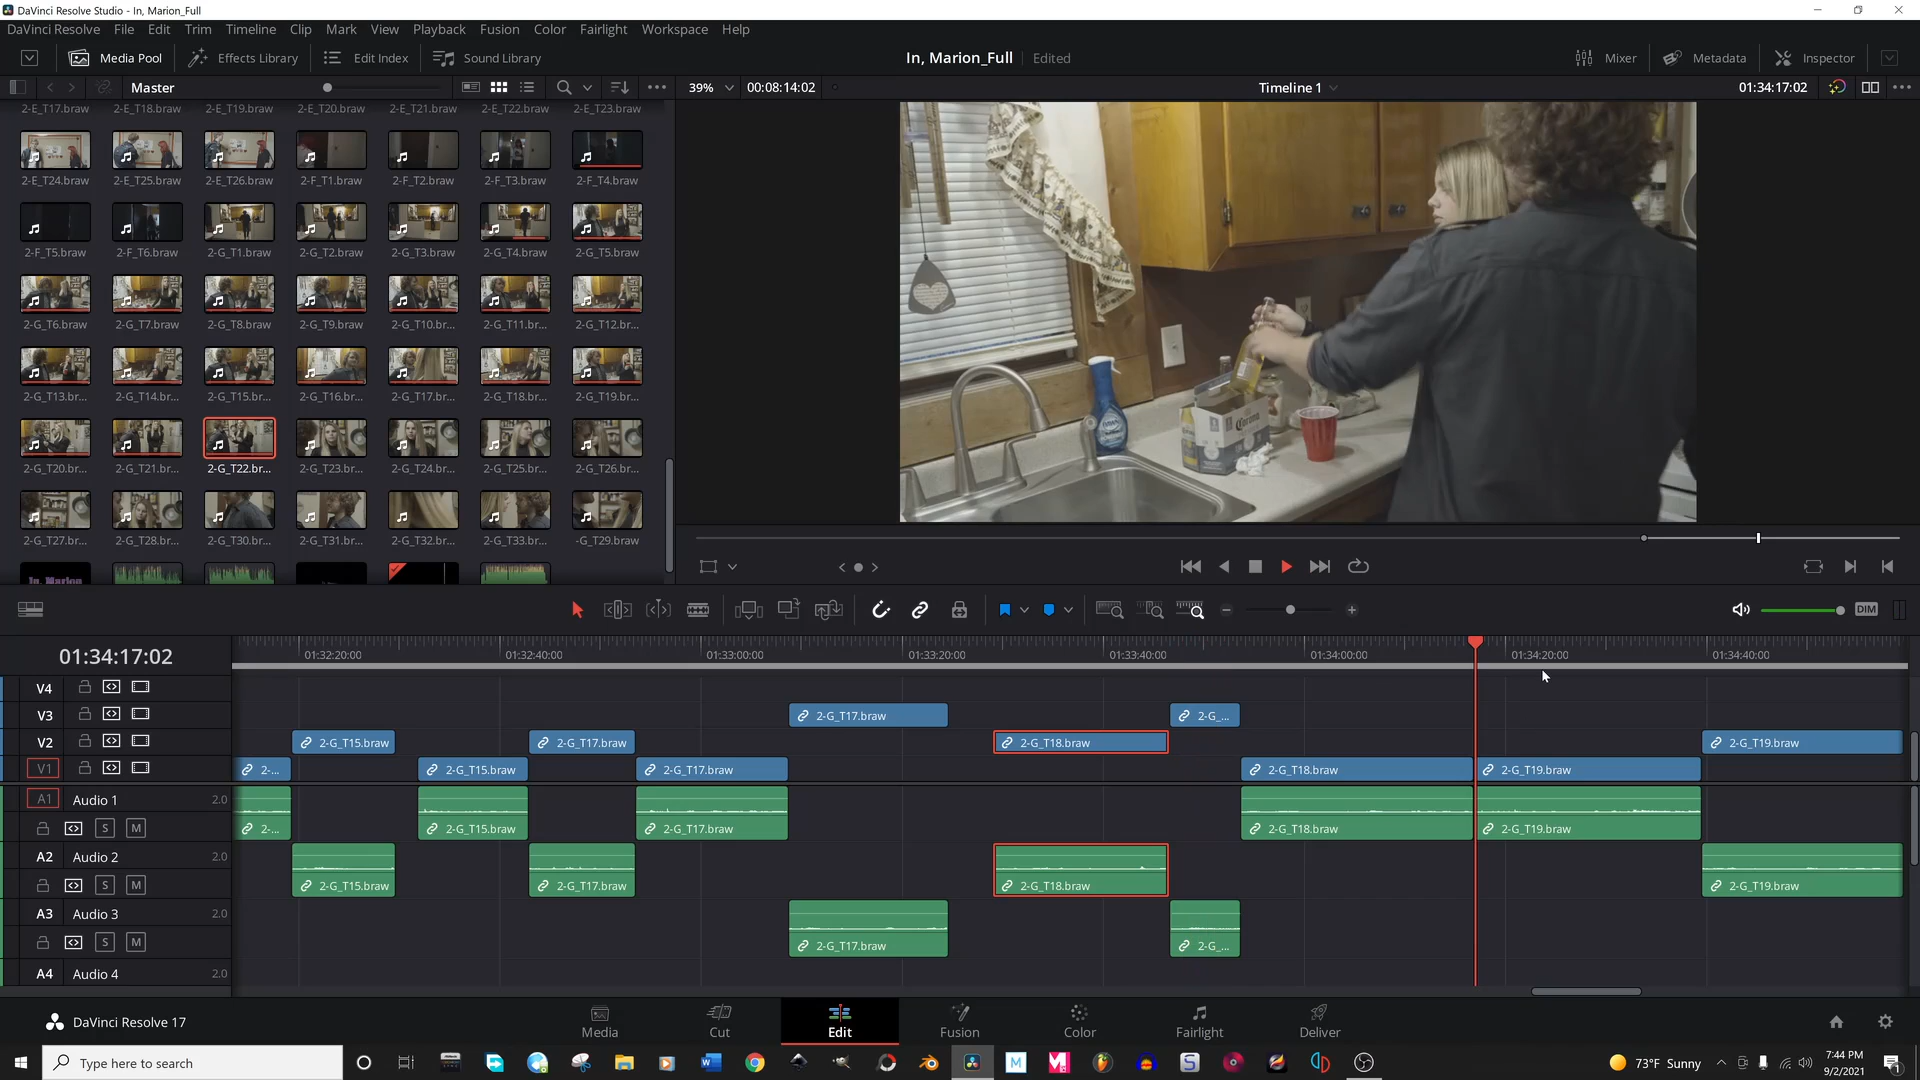 DaVinci Resolve Studio - In, Marion_Full
DaVinci Resolve File Edit Trim Timeline Clip Mark View Playback Fusion Color Fairlight Workspace Help
Media Pool Effects Library Edit Index Sound Library In, Marion_Full Edited Mixer Metadata Inspector
Master 39% 00:08:14:02 Timeline 1 01:34:17:02
2-E_T17.braw 2-E_T18.braw 2-E_T19.braw 2-E_T20.braw 2-E_T21.braw 2-E_T22.braw 2-E_T23.braw
2-E_T24.braw 2-E_T25.braw 2-E_T26.braw 2-F_T1.braw 2-F_T2.braw 2-F_T3.braw 2-F_T4.braw
2-F_T5.braw 2-F_T6.braw 2-G_T1.braw 2-G_T2.braw 2-G_T3.braw 2-G_T4.braw 2-G_T5.braw
2-G_T6.braw 2-G_T7.braw 2-G_T8.braw 2-G_T9.braw 2-G_T10.br... 2-G_T11.br... 2-G_T12.br...
2-G_T13.br... 2-G_T14.br... 2-G_T15.br... 2-G_T16.br... 2-G_T17.br... 2-G_T18.br... 2-G_T19.br...
2-G_T20.br... 2-G_T21.br... 2-G_T22.br... 2-G_T23.br... 2-G_T24.br... 2-G_T25.br... 2-G_T26.br...
2-G_T27.br... 2-G_T28.br... 2-G_T30.br... 2-G_T31.br... 2-G_T32.br... 2-G_T33.br... -G_T29.braw
In, Marion
Corona
DIM
01:34:17:02 01:32:20:00 01:32:40:00 01:33:00:00 01:33:20:00 01:33:40:00 01:34:00:00 01:34:20:00 01:34:40:00
V4
V3 2-G_T17.braw 2-G_...
V2 2-G_T15.braw 2-G_T17.braw 2-G_T18.braw 2-G_T19.braw
V1 2-... 2-G_T15.braw 2-G_T17.braw 2-G_T18.braw 2-G_T19.braw
A1 Audio 1 2.0
S M 2-... 2-G_T15.braw 2-G_T17.braw 2-G_T18.braw 2-G_T19.braw
A2 Audio 2 2.0
S M 2-G_T15.braw 2-G_T17.braw 2-G_T18.braw 2-G_T19.braw
A3 Audio 3 2.0
S M 2-G_T17.braw 2-G_...
A4 Audio 4 2.0
DaVinci Resolve 17 Media Cut Edit Fusion Color Fairlight Deliver
Type here to search 73°F Sunny 7:44 PM
9/2/2021